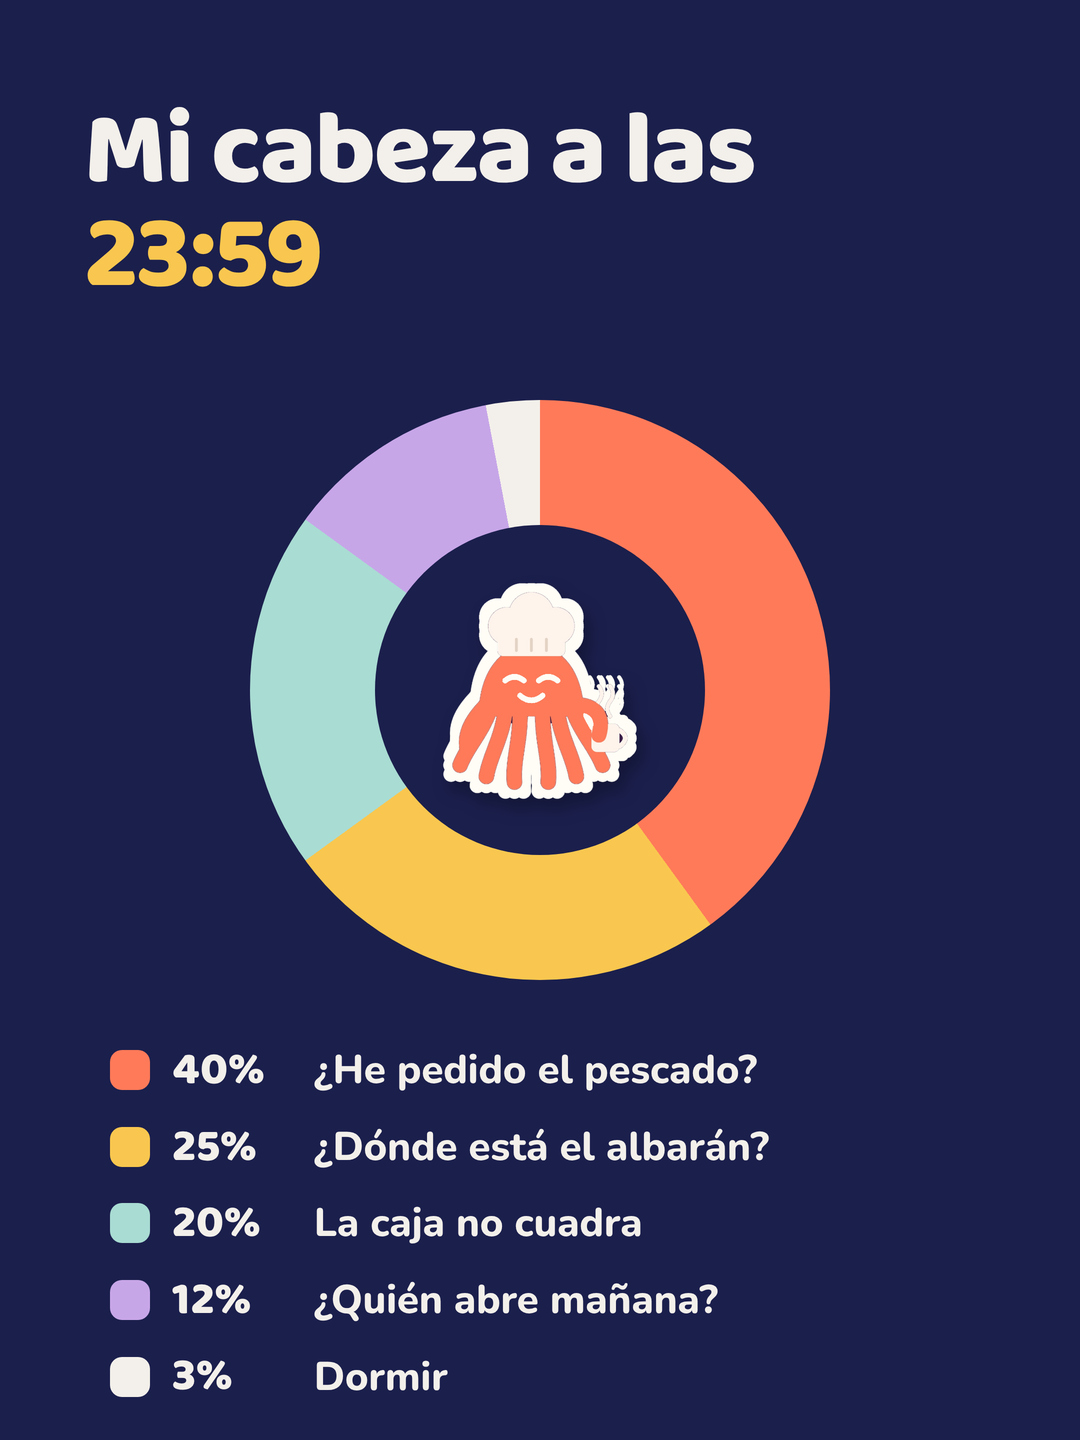 Mi cabeza a las
23:59
40% ¿He pedido el pescado?
25% ¿Dónde está el albarán?
20% La caja no cuadra
12% ¿Quién abre mañana?
3% Dormir